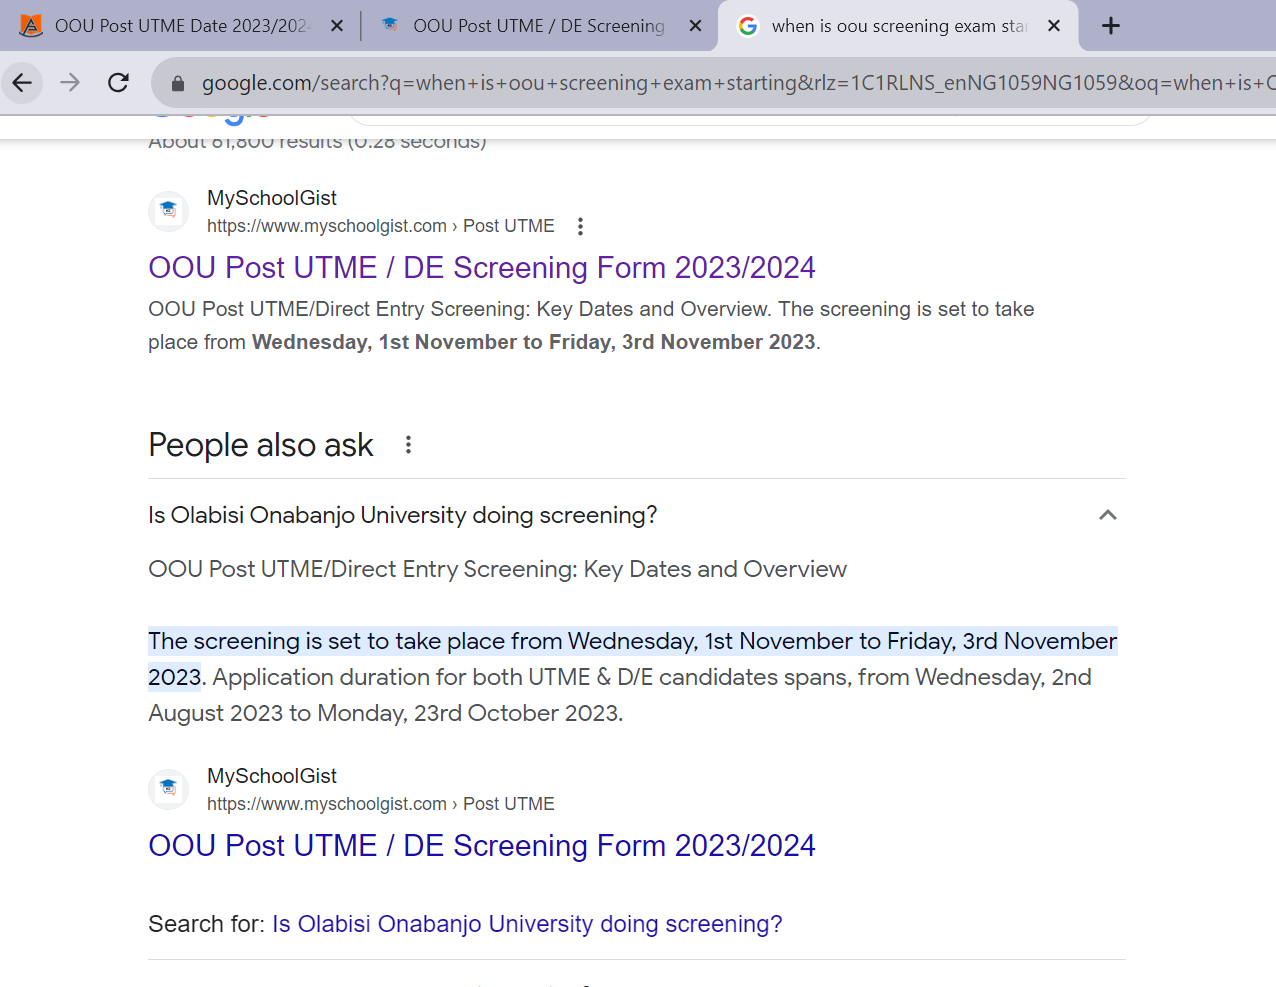 OOU Post UTME Date 2023/202
OOU Post UTME / DE Screening
when is oou screening exam star
google.com/search?q=when+is+oou+screening+exam+starting&rlz=1C1RLNS_enNG1059NG1059&oq=when+is+
About 61,800 results (0.28 seconds)
MySchoolGist
https://www.myschoolgist.com › Post UTME
OOU Post UTME / DE Screening Form 2023/2024
OOU Post UTME/Direct Entry Screening: Key Dates and Overview. The screening is set to take
place from Wednesday, 1st November to Friday, 3rd November 2023.
People also ask
Is Olabisi Onabanjo University doing screening?
OOU Post UTME/Direct Entry Screening: Key Dates and Overview
The screening is set to take place from Wednesday, 1st November to Friday, 3rd November
2023. Application duration for both UTME & D/E candidates spans, from Wednesday, 2nd
August 2023 to Monday, 23rd October 2023.
MySchoolGist
https://www.myschoolgist.com › Post UTME
OOU Post UTME / DE Screening Form 2023/2024
Search for: Is Olabisi Onabanjo University doing screening?